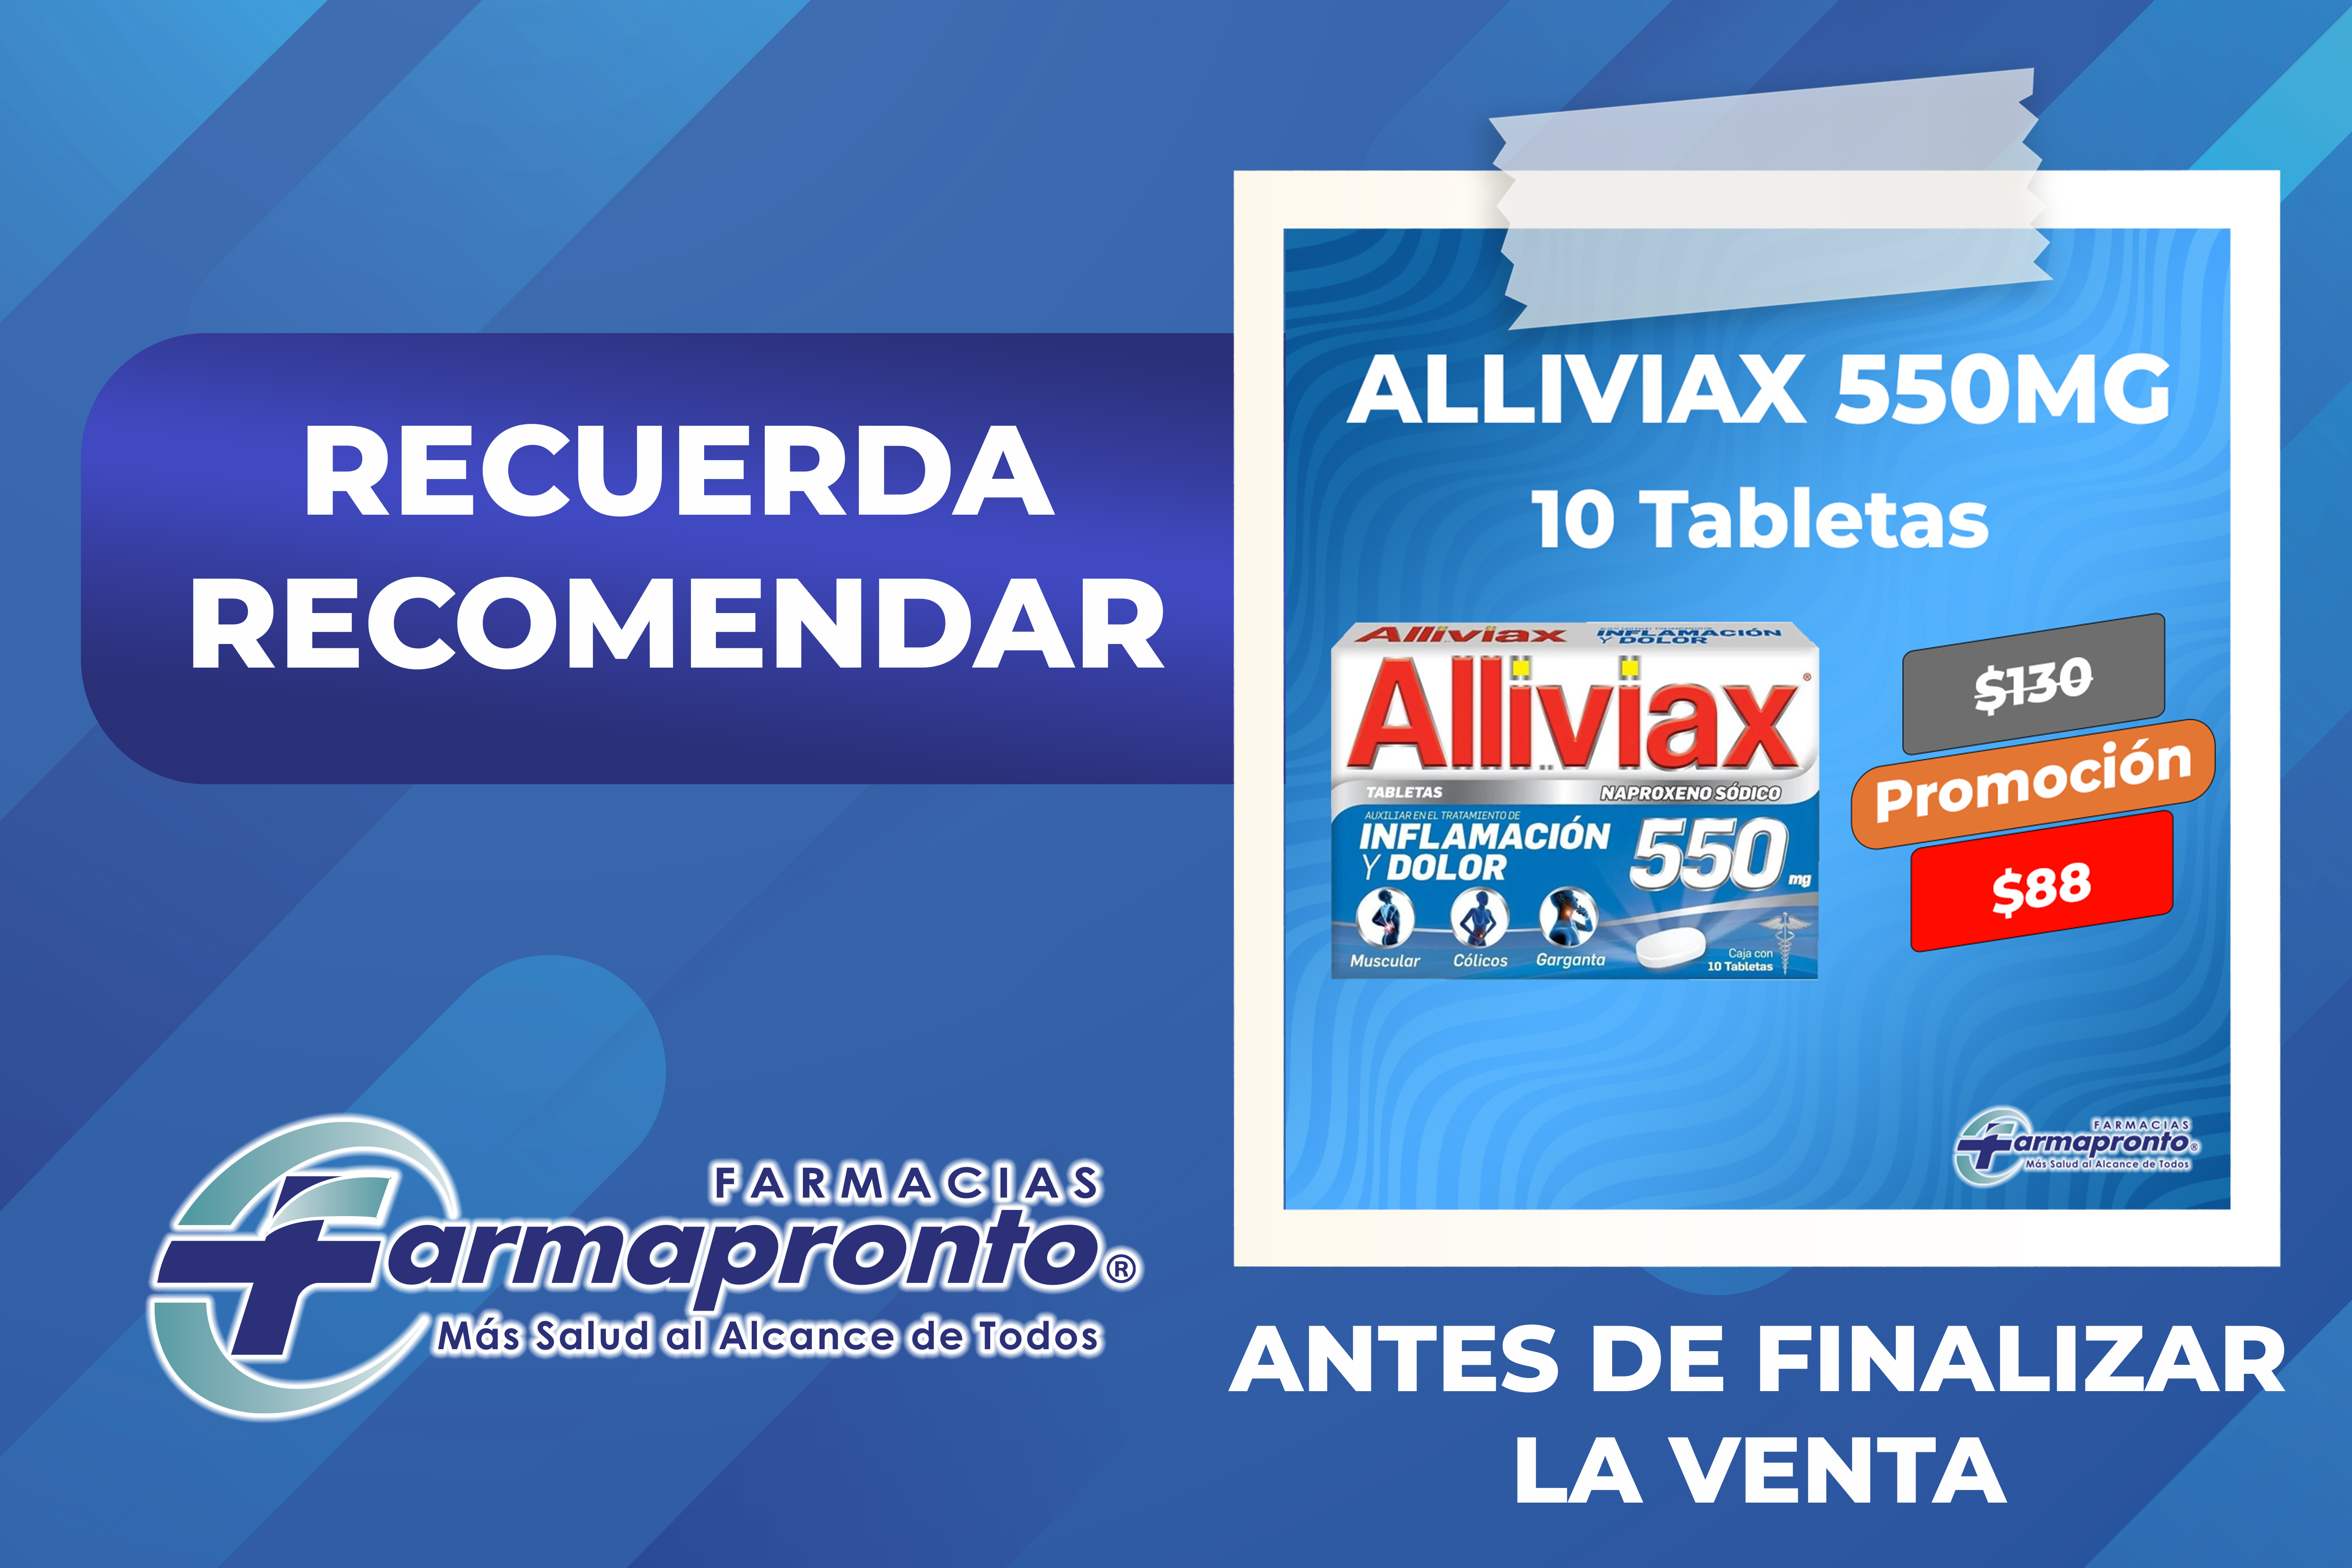 RECUERDA
RECOMENDAR
FARMACIAS
Farmapronto®
Más Salud al Alcance de Todos
ALLIVIAX 550MG
10 Tabletas
Alliviax INFLAMACIÓN
Y DOLOR
Alliviax®
TABLETAS NAPROXENO SÓDICO
AUXILIAR EN EL TRATAMIENTO DE
INFLAMACIÓN
Y DOLOR
550 mg
Muscular Cólicos Garganta
Caja con
10 Tabletas
$130
Promoción
$88
FARMACIAS
Farmapronto®
Más Salud al Alcance de Todos
ANTES DE FINALIZAR
LA VENTA